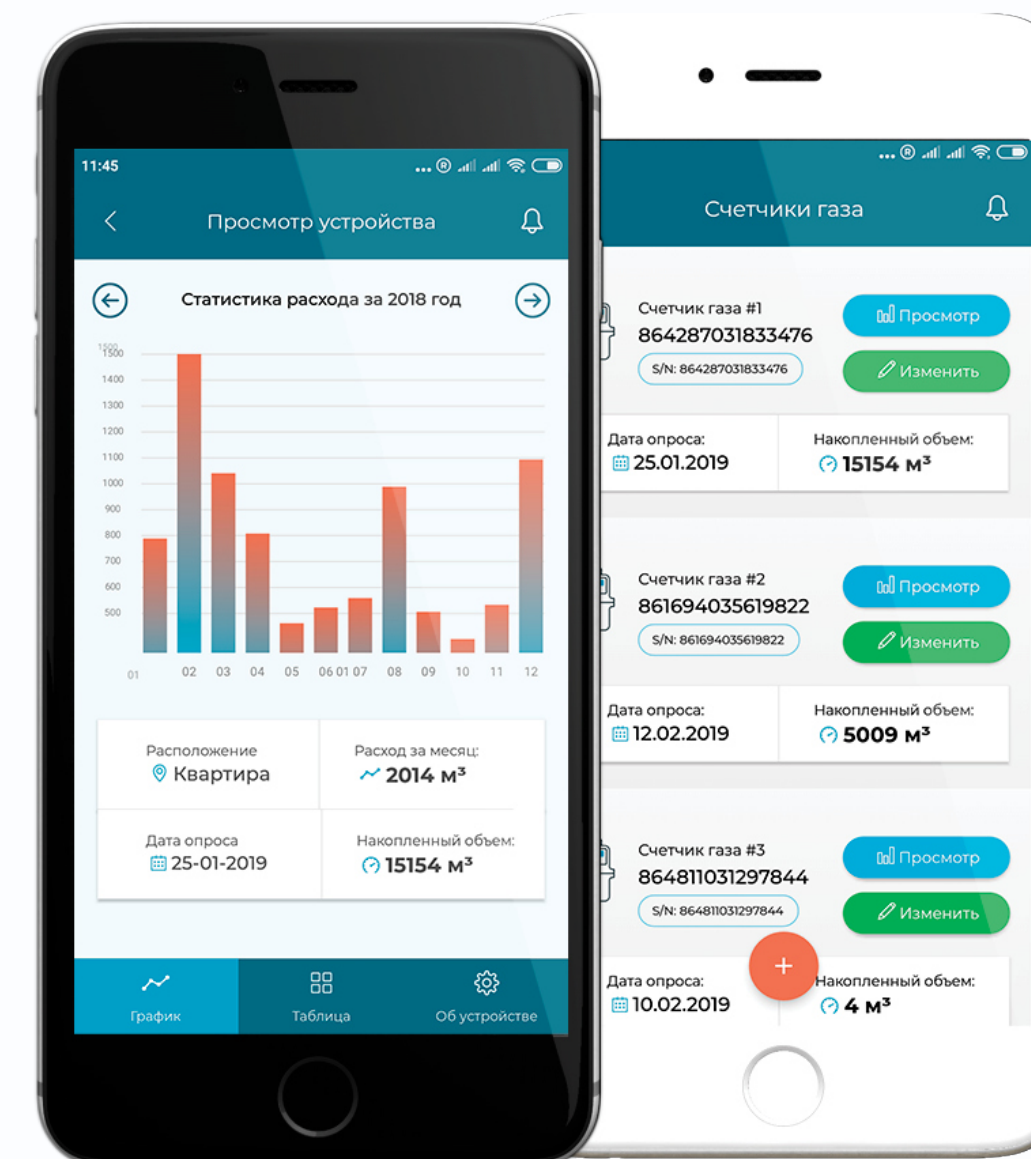 11:45
Просмотр устройства
Статистика расхода за 2018 год
1500
1500
1400
1300
1200
1100
1000
900
800
700
600
500
01 02 03 04 05 06 01 07 08 09 10 11 12
Расположение
Квартира
Расход за месяц:
2014 м³
Дата опроса
25-01-2019
Накопленный объем:
15154 м³
График
Таблица
Об устройстве
Счетчики газа
Счетчик газа #1
864287031833476
S/N: 864287031833476
Просмотр
Изменить
Дата опроса:
25.01.2019
Накопленный объем:
15154 м³
Счетчик газа #2
861694035619822
S/N: 861694035619822
Просмотр
Изменить
Дата опроса:
12.02.2019
Накопленный объем:
5009 м³
Счетчик газа #3
864811031297844
S/N: 864811031297844
Просмотр
Изменить
Дата опроса:
10.02.2019
Накопленный объем:
4 м³